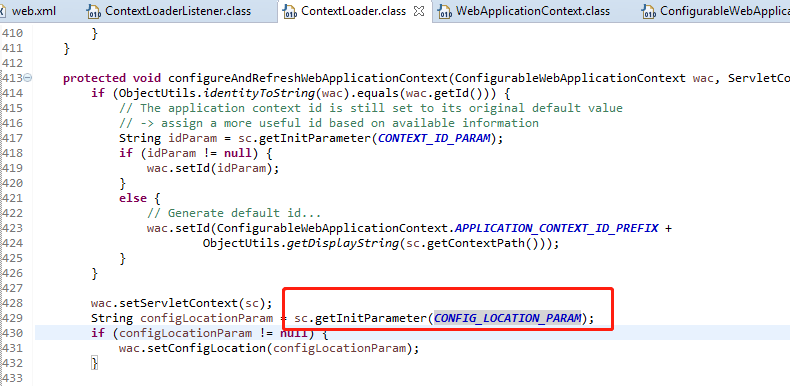 web.xml ContextLoaderListener.class ContextLoader.class WebApplicationContext.class ConfigurableWebApplica
410 }
411 }
412
413 protected void configureAndRefreshWebApplicationContext(ConfigurableWebApplicationContext wac, ServletCo
414 if (ObjectUtils.identityToString(wac).equals(wac.getId())) {
415 // The application context id is still set to its original default value
416 // -> assign a more useful id based on available information
417 String idParam = sc.getInitParameter(CONTEXT_ID_PARAM);
418 if (idParam != null) {
419 wac.setId(idParam);
420 }
421 else {
422 // Generate default id...
423 wac.setId(ConfigurableWebApplicationContext.APPLICATION_CONTEXT_ID_PREFIX +
424 ObjectUtils.getDisplayString(sc.getContextPath()));
425 }
426 }
427
428 wac.setServletContext(sc);
429 String configLocationParam = sc.getInitParameter(CONFIG_LOCATION_PARAM);
430 if (configLocationParam != null) {
431 wac.setConfigLocation(configLocationParam);
432 }
433